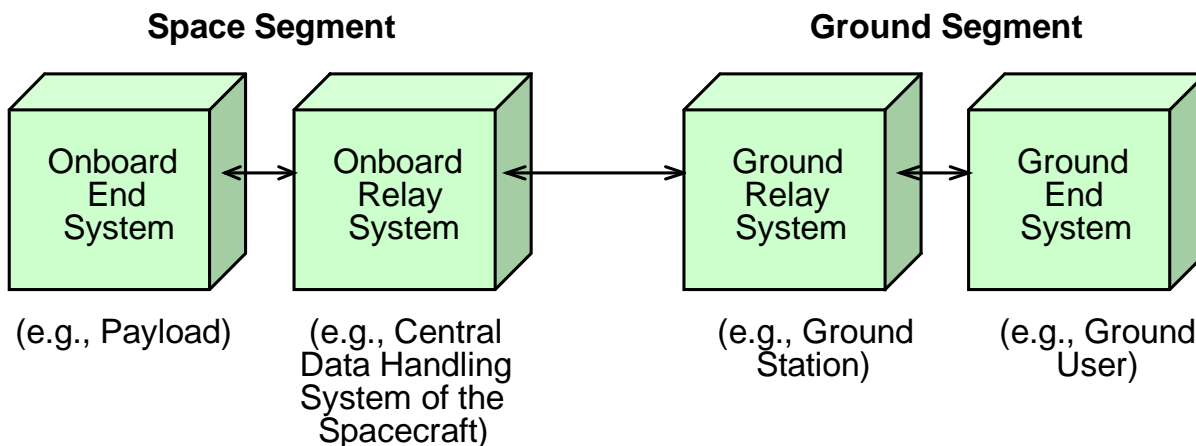 Space Segment
Ground Segment
Onboard
End
System
Onboard
Relay
System
Ground
Relay
System
Ground
End
System
(e.g., Payload)
(e.g., Central
Data Handling
System of the
Spacecraft)
(e.g., Ground
Station)
(e.g., Ground
User)